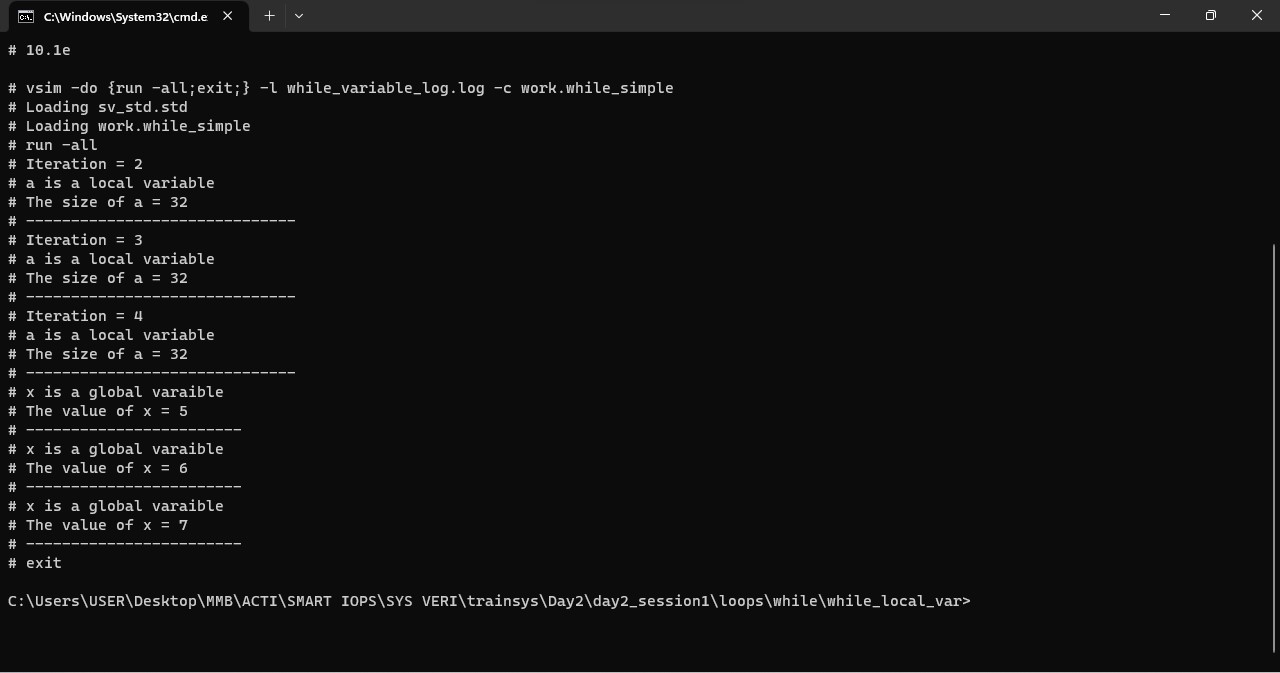 C:\Windows\System32\cmd.e
# 10.1e
# vsim -do {run -all;exit;} -l while_variable_log.log -c work.while_simple
# Loading sv_std.std
# Loading work.while_simple
# run -all
# Iteration = 2
# a is a local variable
# The size of a = 32
# ------------------------------
# Iteration = 3
# a is a local variable
# The size of a = 32
# ------------------------------
# Iteration = 4
# a is a local variable
# The size of a = 32
# ------------------------------
# x is a global varaible
# The value of x = 5
# ------------------------
# x is a global varaible
# The value of x = 6
# ------------------------
# x is a global varaible
# The value of x = 7
# ------------------------
# exit
C:\Users\USER\Desktop\MMB\ACTI\SMART IOPS\SYS VERI\trainsys\Day2\day2_session1\loops\while\while_local_var>